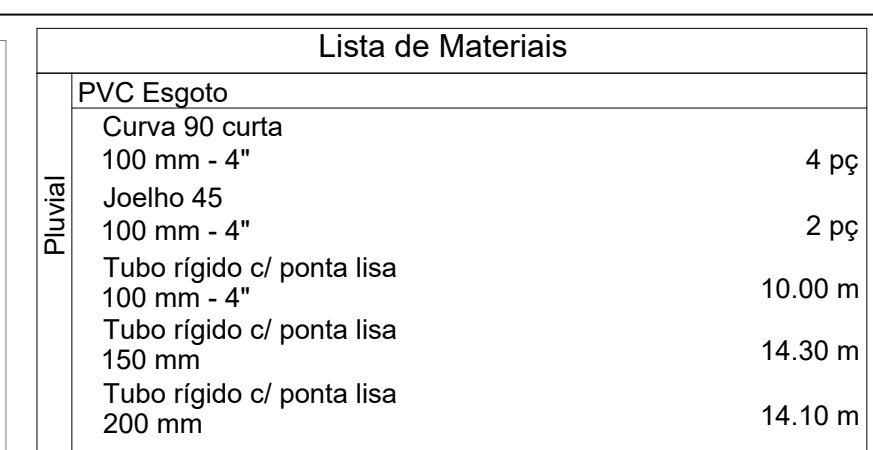 Lista de Materiais
Pluvial
PVC Esgoto
Curva 90 curta
100 mm - 4" 4 pç
Joelho 45
100 mm - 4" 2 pç
Tubo rígido c/ ponta lisa
100 mm - 4" 10.00 m
Tubo rígido c/ ponta lisa
150 mm 14.30 m
Tubo rígido c/ ponta lisa
200 mm 14.10 m